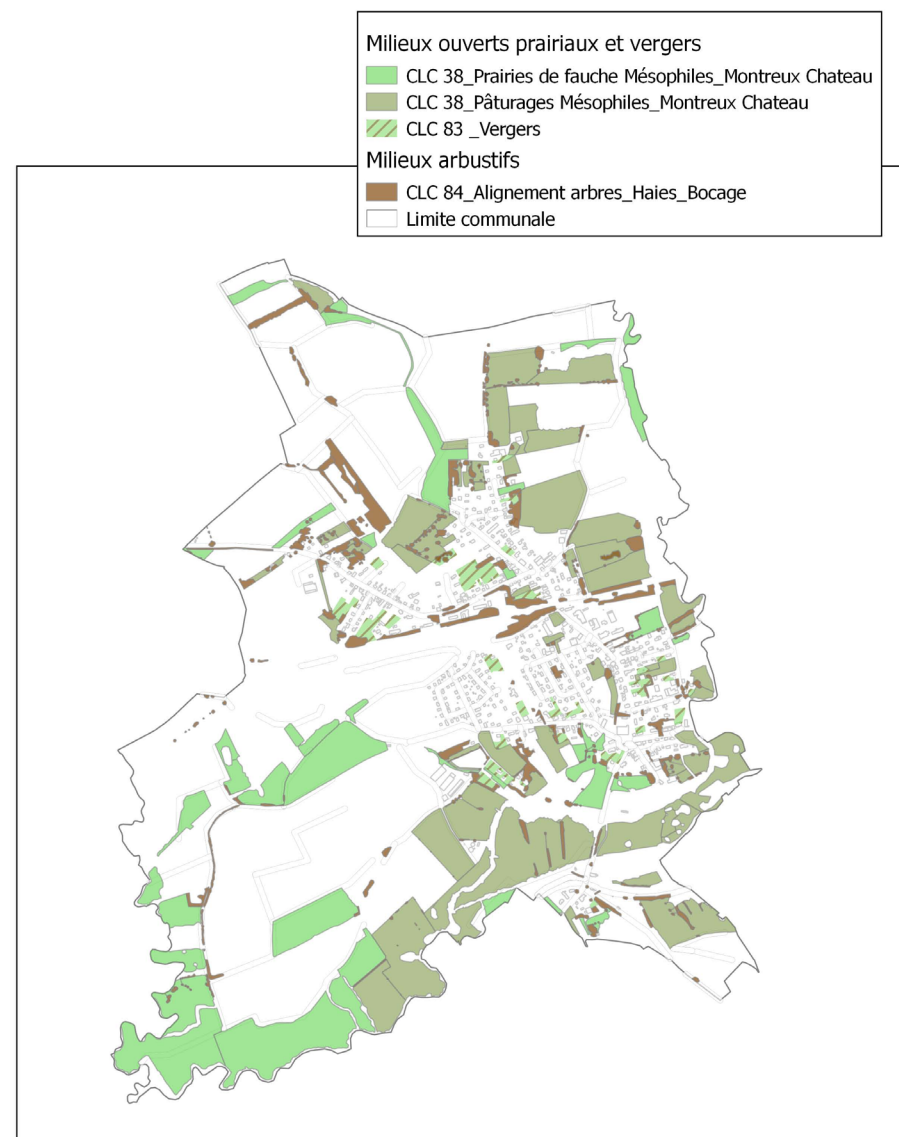 Milieux ouverts prairiaux et vergers
CLC 38_Prairies de fauche Mésophiles_Montreux Chateau
CLC 38_Pâturages Mésophiles_Montreux Chateau
CLC 83 _Vergers
Milieux arbustifs
CLC 84_Alignement arbres_Haies_Bocage
Limite communale